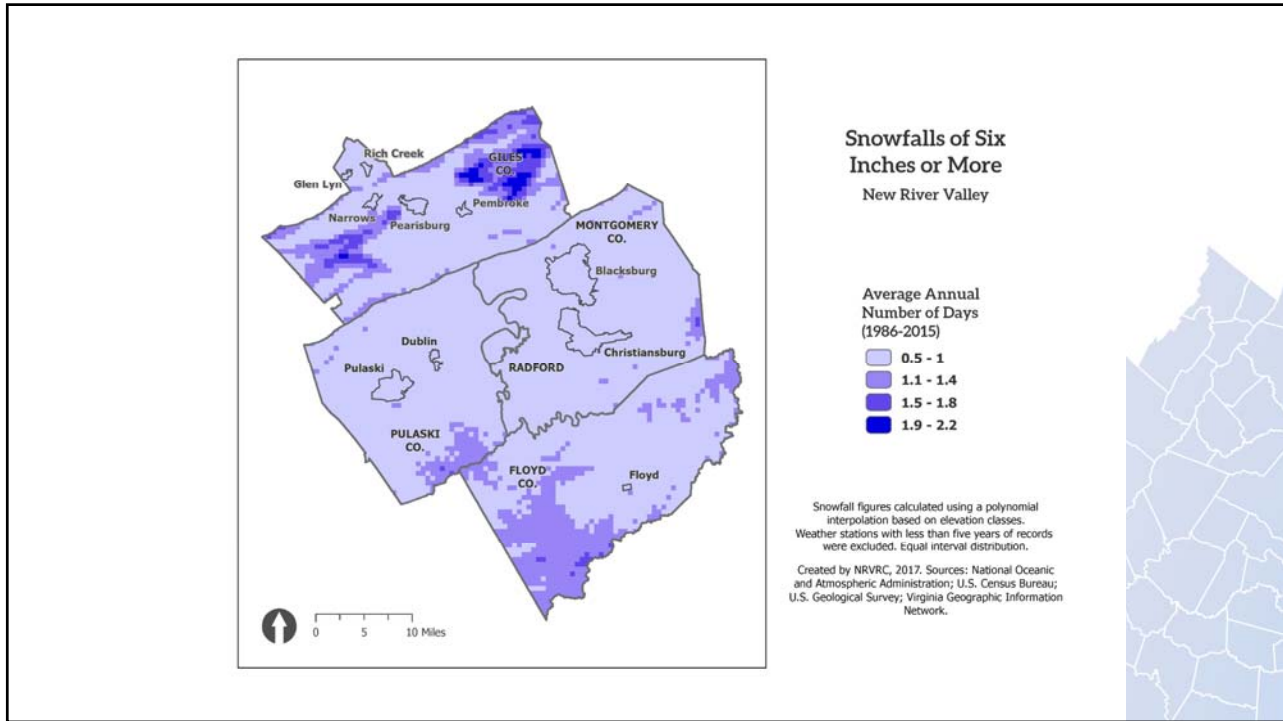 Snowfalls of Six
Inches or More
New River Valley
Rich Creek
GILES
CO.
Glen Lyn
Narrows
Pearisburg
Pembroke
MONTGOMERY
CO.
Blacksburg
Dublin
Pulaski
RADFORD
Christiansburg
PULASKI
CO.
FLOYD
CO.
Floyd
0 5 10 Miles
Average Annual
Number of Days
(1986-2015)
0.5 - 1
1.1 - 1.4
1.5 - 1.8
1.9 - 2.2
Snowfall figures calculated using a polynomial
interpolation based on elevation classes.
Weather stations with less than five years of records
were excluded. Equal interval distribution.
Created by NRVRC, 2017. Sources: National Oceanic
and Atmospheric Administration; U.S. Census Bureau;
U.S. Geological Survey; Virginia Geographic Information
Network.